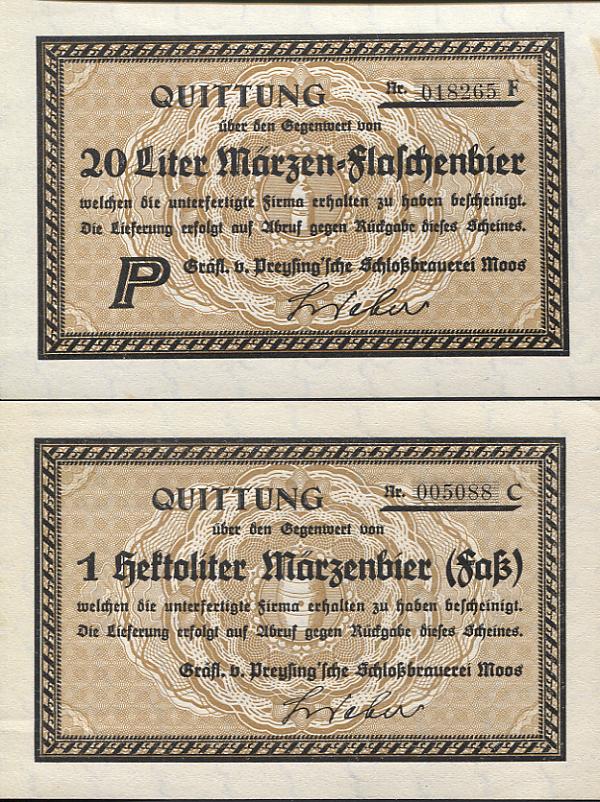 QUITTUNG
Nr. 018265 F
über den Gegenwert von
20 Liter Märzen-Flaschenbier
welchen die unterfertigte Firma erhalten zu haben bescheinigt.
Die Lieferung erfolgt auf Abruf gegen Rückgabe dieses Scheines.
P
Gräfl. v. Preysing'sche Schloßbrauerei Moos
QUITTUNG
Nr. 005088 C
über den Gegenwert von
1 Hektoliter Märzenbier (Faß)
welchen die unterfertigte Firma erhalten zu haben bescheinigt.
Die Lieferung erfolgt auf Abruf gegen Rückgabe dieses Scheines.
Gräfl. v. Preysing'sche Schloßbrauerei Moos